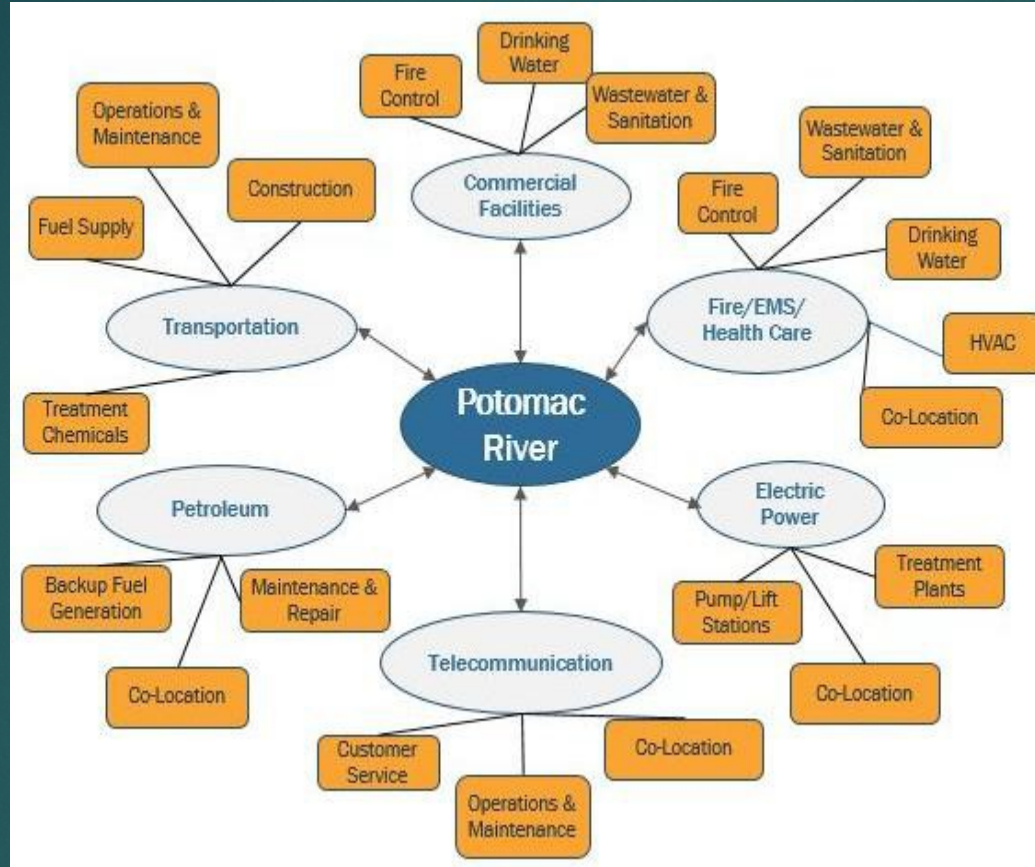 Drinking
Water
Fire
Control
Wastewater &
Sanitation
Commercial
Facilities
Operations &
Maintenance
Construction
Fuel Supply
Transportation
Treatment
Chemicals
Wastewater &
Sanitation
Fire
Control
Drinking
Water
Fire/EMS/
Health Care
HVAC
Co-Location
Potomac
River
Petroleum
Backup Fuel
Generation
Maintenance &
Repair
Co-Location
Electric
Power
Treatment
Plants
Pump/Lift
Stations
Co-Location
Telecommunication
Customer
Service
Operations &
Maintenance
Co-Location